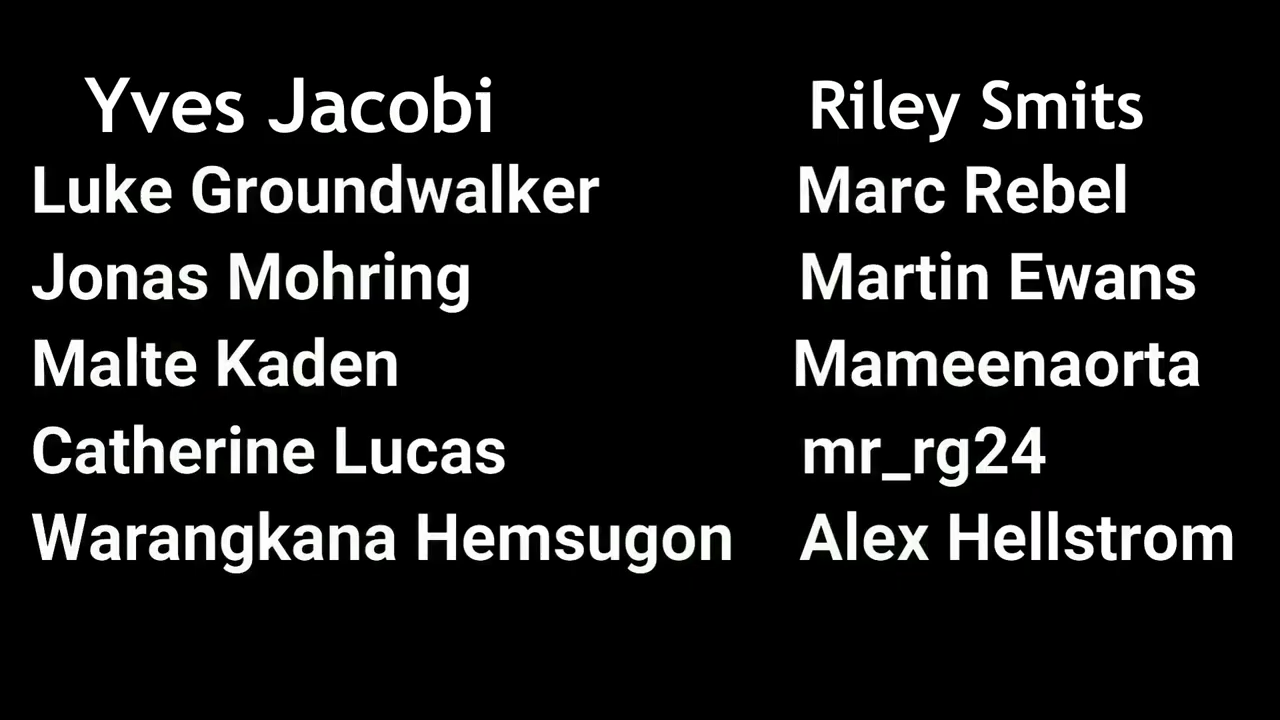 Yves Jacobi
Luke Groundwalker
Jonas Mohring
Malte Kaden
Catherine Lucas
Warangkana Hemsugon
Riley Smits
Marc Rebel
Martin Ewans
Mameenaorta
mr_rg24
Alex Hellstrom